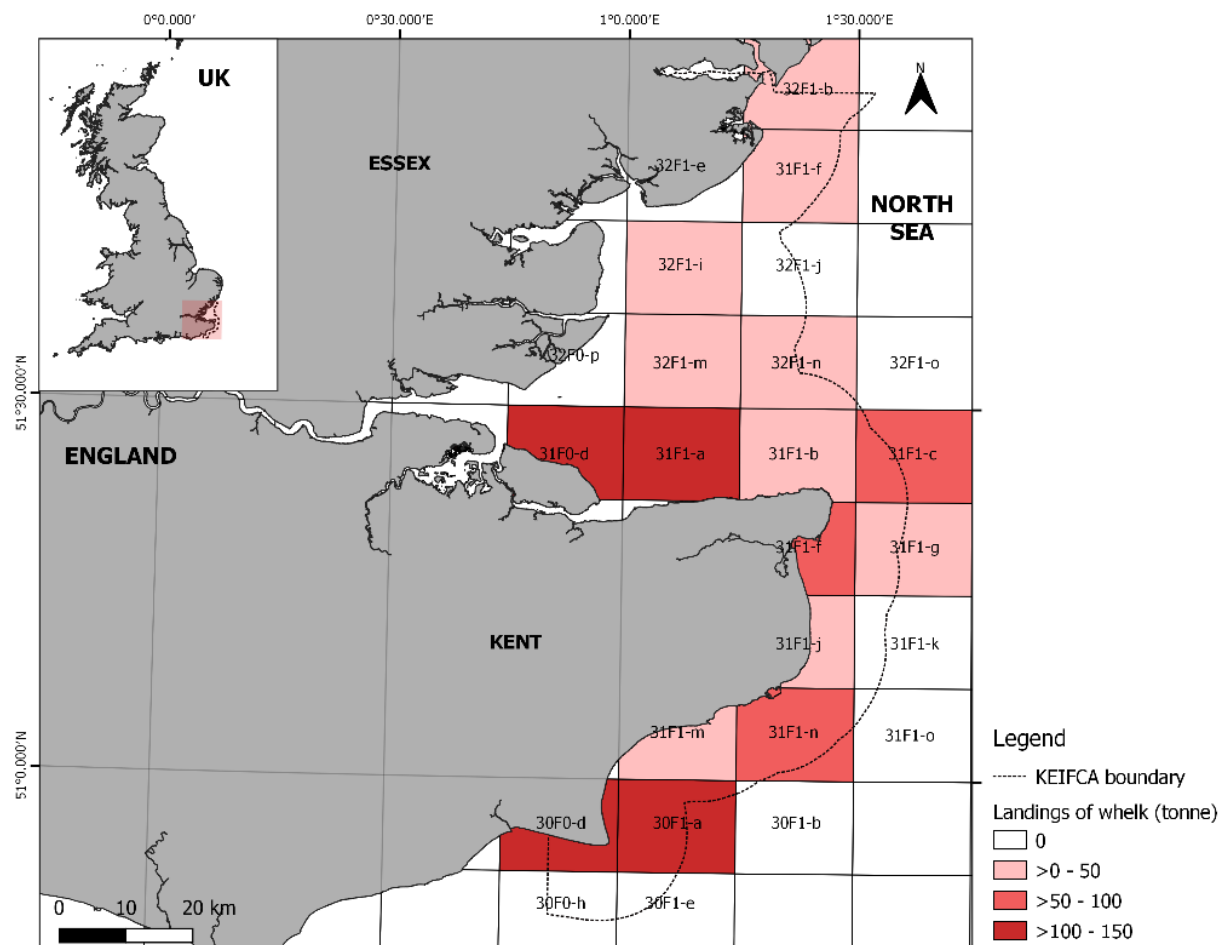 0°0.000′ 0°30.000′E 1°0.000′E 1°30.000′E
UK
N
32F1-b
ESSEX
32F1-e
31F1-f
NORTH
SEA
32F1-i
32F1-j
32F0-p
32F1-m
32F1-n
32F1-o
51°30.000′N
ENGLAND
31F0-d
31F1-a
31F1-b
31F1-c
31F1-f
31F1-g
KENT
31F1-j
31F1-k
31F1-m
31F1-n
31F1-o
51°0.000′N
Legend
KEIFCA boundary
Landings of whelk (tonne)
0
>0 - 50
>50 - 100
>100 - 150
30F0-d
30F1-a
30F1-b
30F0-h
30F1-e
0 10 20 km